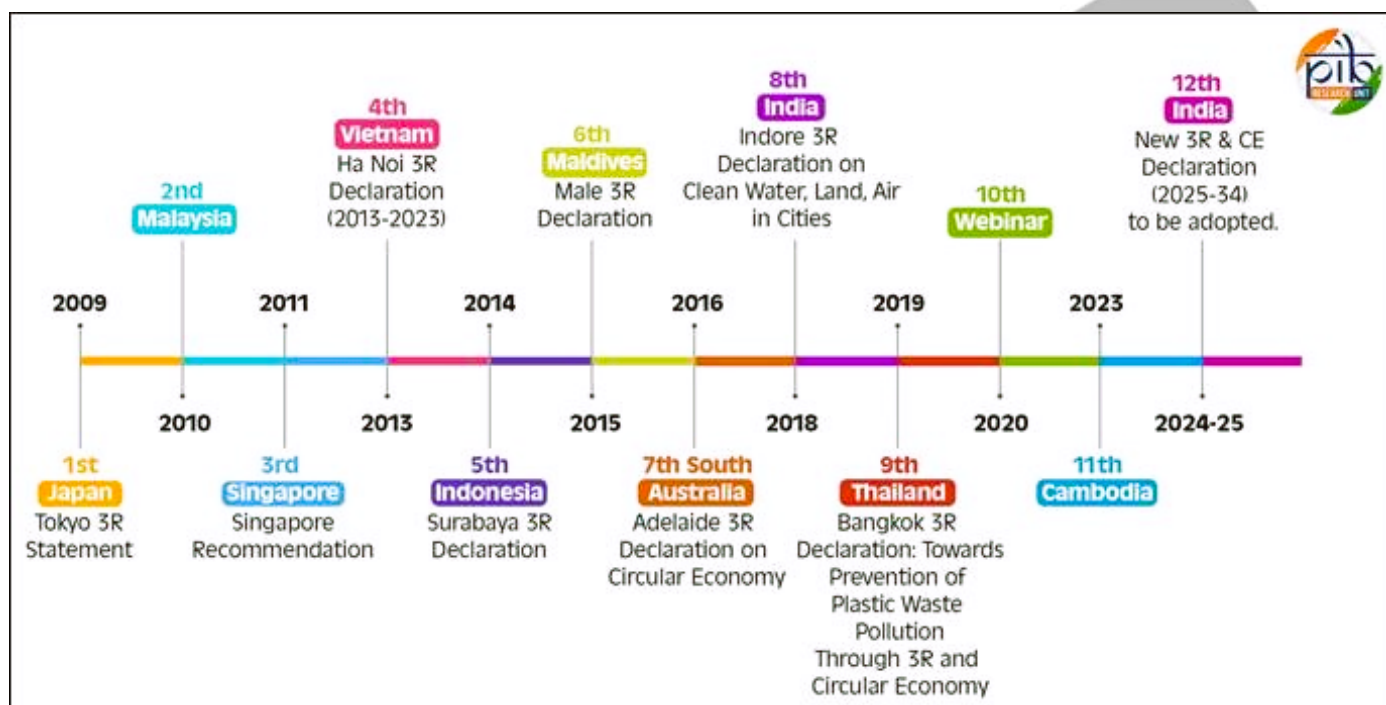 pib
RESEARCH UNIT
8th
India
Indore 3R
Declaration on
Clean Water, Land, Air
in Cities
12th
India
New 3R & CE
Declaration
(2025-34)
to be adopted.
4th
Vietnam
Ha Noi 3R
Declaration
(2013-2023)
6th
Maldives
Male 3R
Declaration
2nd
Malaysia
10th
Webinar
2009
2011
2014
2016
2019
2023
2010
2013
2015
2018
2020
2024-25
1st
Japan
Tokyo 3R
Statement
3rd
Singapore
Singapore
Recommendation
5th
Indonesia
Surabaya 3R
Declaration
7th South
Australia
Adelaide 3R
Declaration on
Circular Economy
9th
Thailand
Bangkok 3R
Declaration: Towards
Prevention of
Plastic Waste
Pollution
Through 3R and
Circular Economy
11th
Cambodia